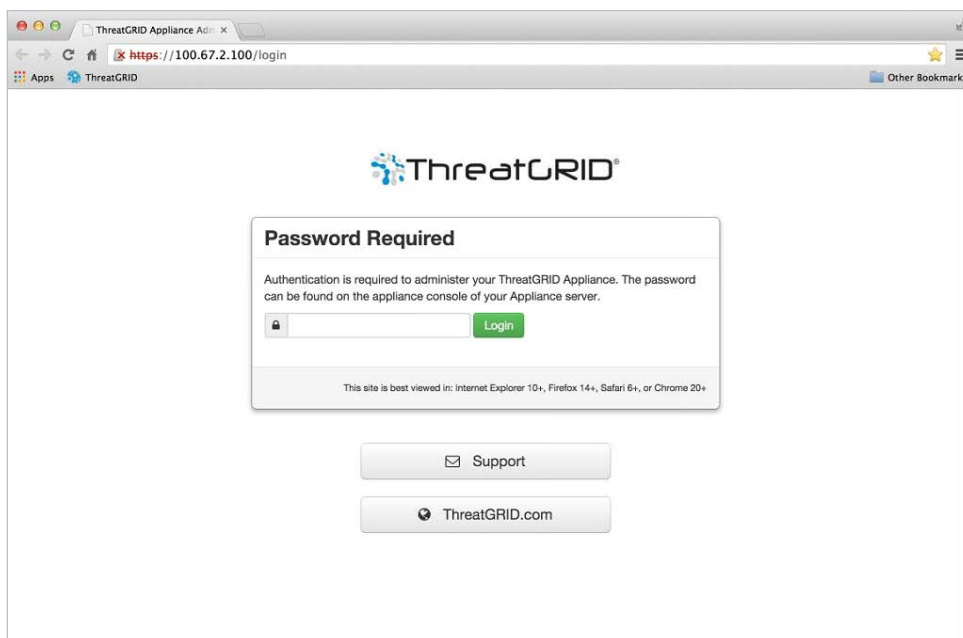 ThreatGRID Appliance Adm
https://100.67.2.100/login
Apps ThreatGRID Other Bookmark
ThreatGRID®
Password Required
Authentication is required to administer your ThreatGRID Appliance. The password
can be found on the appliance console of your Appliance server.
Login
This site is best viewed in: Internet Explorer 10+, Firefox 14+, Safari 6+, or Chrome 20+
Support
ThreatGRID.com